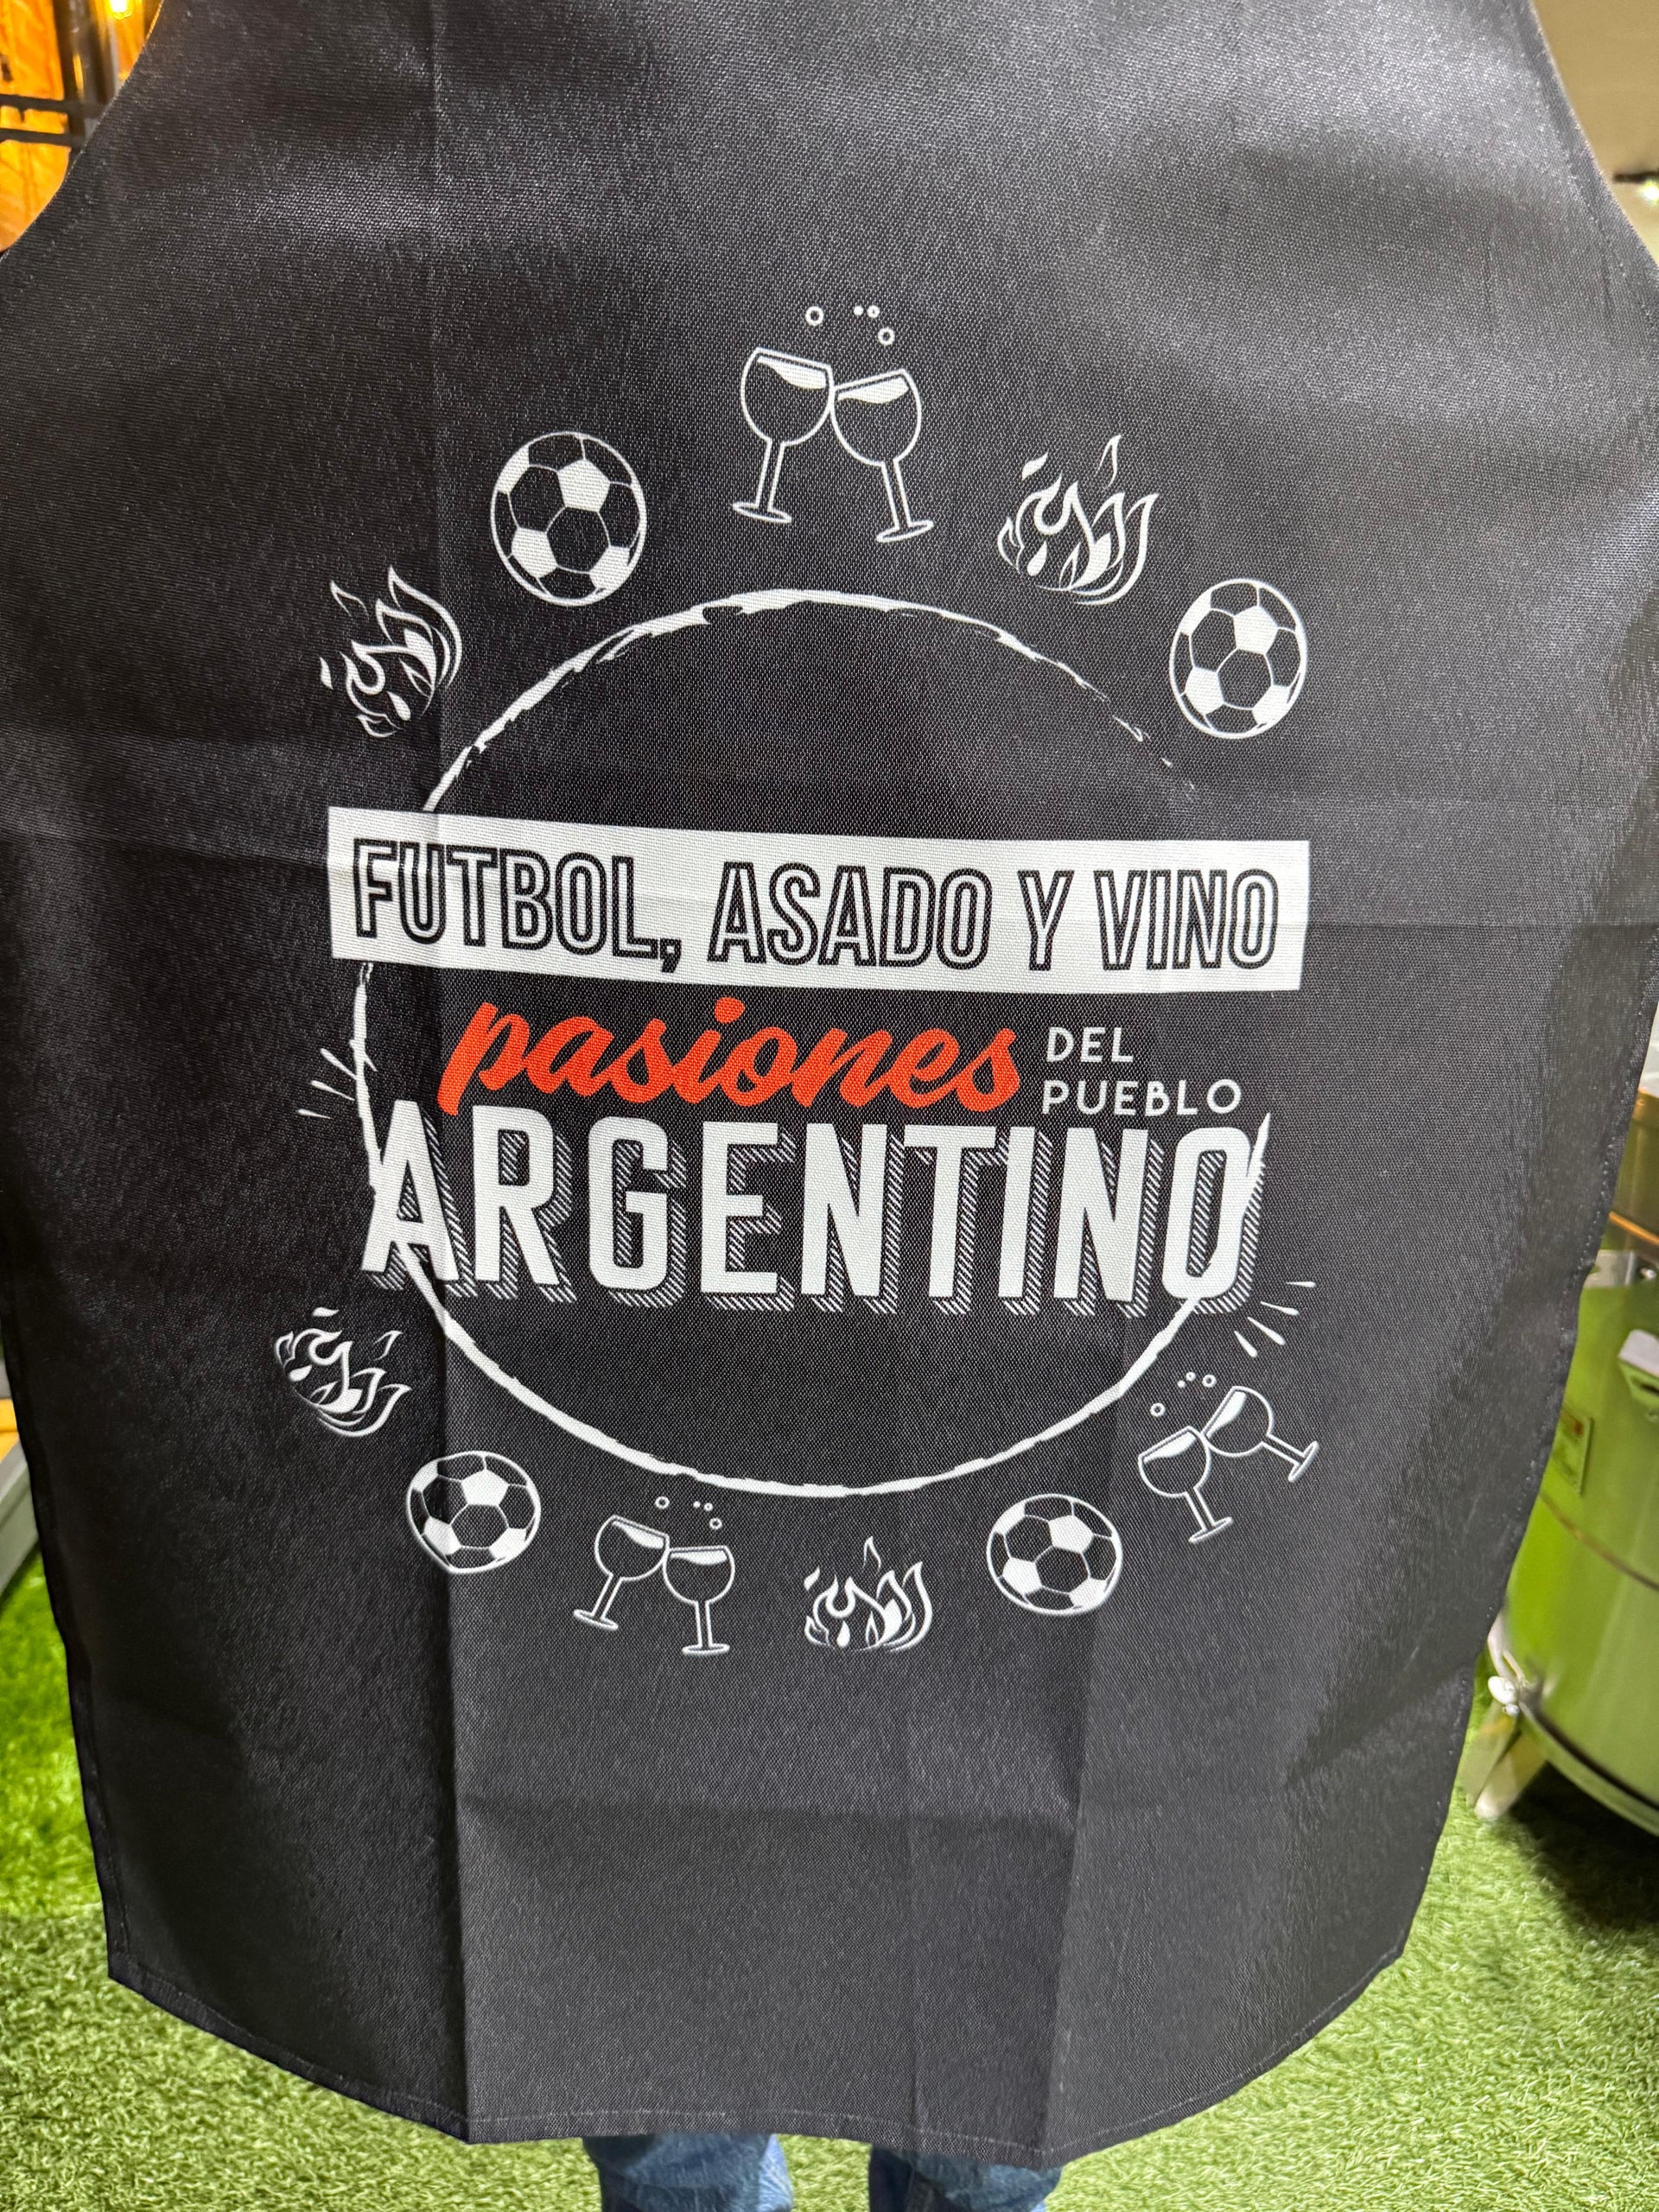 FUTBOL, ASADO Y VINO
pasiones DEL PUEBLO
ARGENTINO